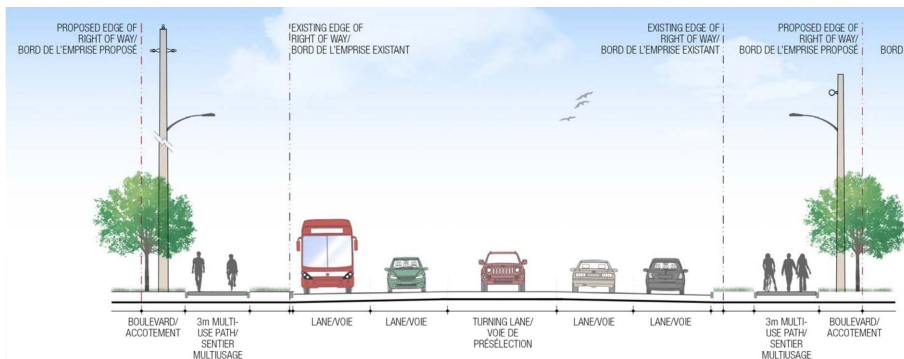 PROPOSED EDGE OF
RIGHT OF WAY/
BORD DE L'EMPRISE PROPOSÉ
EXISTING EDGE OF
RIGHT OF WAY/
BORD DE L'EMPRISE EXISTANT
EXISTING EDGE OF
RIGHT OF WAY/
BORD DE L'EMPRISE EXISTANT
PROPOSED EDGE OF
RIGHT OF WAY/
BORD DE L'EMPRISE PROPOSÉ
BORD
BOULEVARD/
ACCOTEMENT
3m MULTI-
USE PATH/
SENTIER
MULTIUSAGE
LANE/VOIE
LANE/VOIE
TURNING LANE/
VOIE DE
PRÉSÉLECTION
LANE/VOIE
LANE/VOIE
3m MULTI-
USE PATH/
SENTIER
MULTIUSAGE
BOULEVARD/
ACCOTEMENT